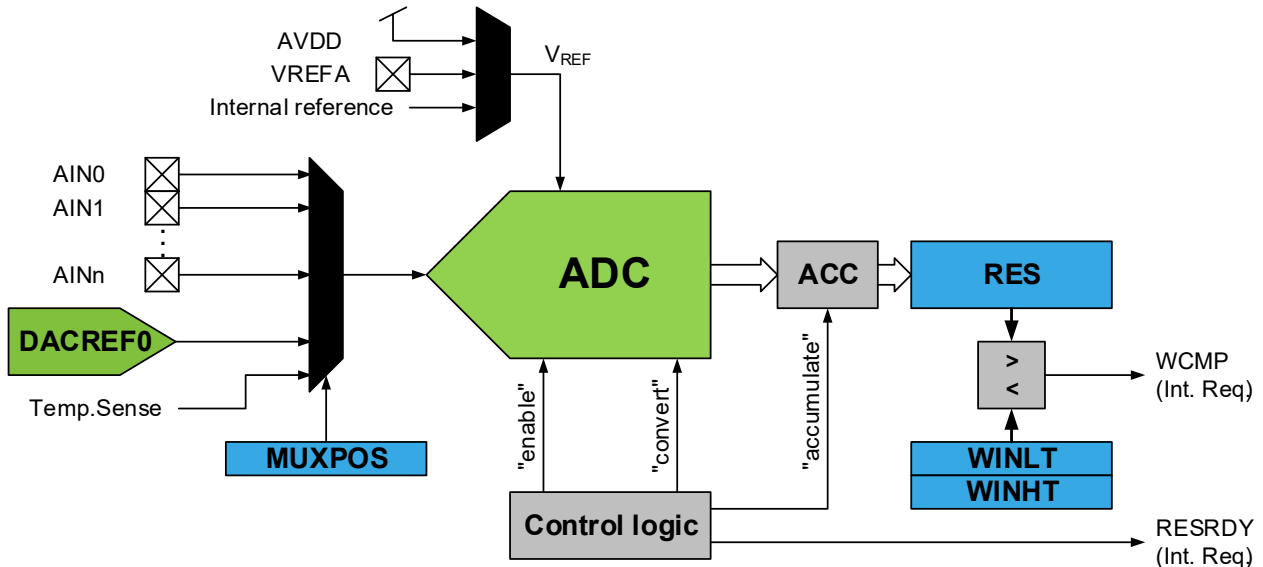 AVDD
VREFA
Internal reference
VREF
AIN0
AIN1
AINn
DACREF0
Temp.Sense
MUXPOS
ADC
ACC
RES
"enable"
"convert"
"accumulate"
>
<
WCMP
(Int. Req)
WINLT
WINHT
Control logic
RESRDY
(Int. Req)